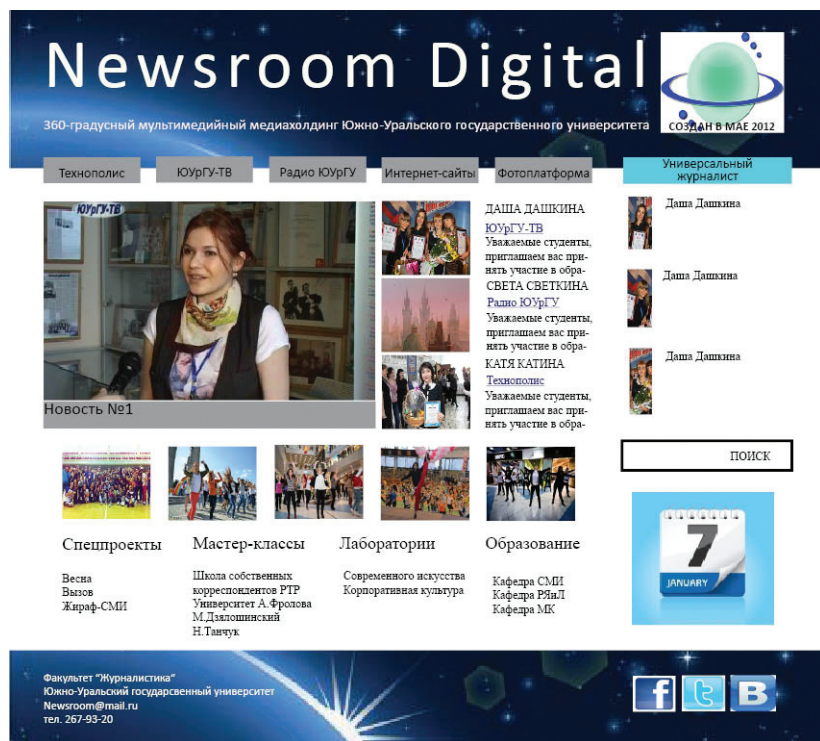 Newsroom Digital
360-градусный мультимедийный медиахолдинг Южно-Уральского государственного университета
СОЗДАН В МАЕ 2012
Технополис
ЮУрГУ-ТВ
Радио ЮУрГУ
Интернет-сайты
Фотоплатформа
Универсальный
журналист
ЮУрГУ-ТВ
Новость №1
ДАША ДАШКИНА
ЮУрГУ-ТВ
Уважаемые студенты,
приглашаем вас при-
нять участие в обра-
СВЕТА СВЕТКИНА
Радио ЮУрГУ
Уважаемые студенты,
приглашаем вас при-
нять участие в обра-
КАТЯ КАТИНА
Технополис
Уважаемые студенты,
приглашаем вас при-
нять участие в обра-
Даша Дашкина
Даша Дашкина
Даша Дашкина
ПОИСК
7
JANUARY
Спецпроекты
Весна
Вызов
Жираф-СМИ
Мастер-классы
Школа собственных
корреспондентов РТР
Университет А.Фролова
М.Дзялошинский
Н.Танчук
Лаборатории
Современного искусства
Корпоративная культура
Образование
Кафедра СМИ
Кафедра РЯиЛ
Кафедра МК
Факультет "Журналистика"
Южно-Уральский государсвенный университет
Newsroom@mail.ru
тел. 267-93-20
f
t
B